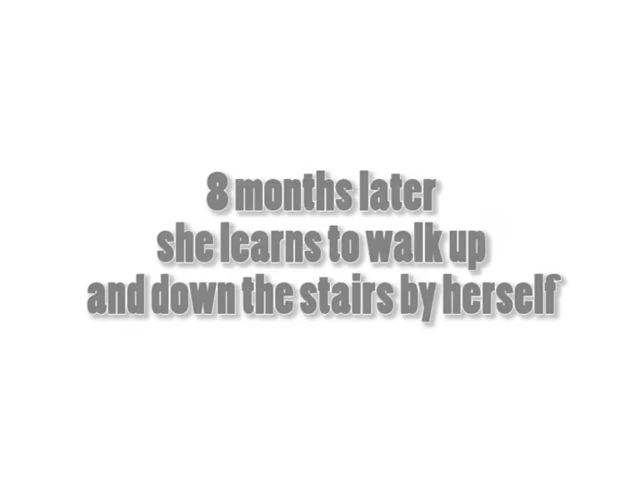 8 months later
she learns to walk up
and down the stairs by herself